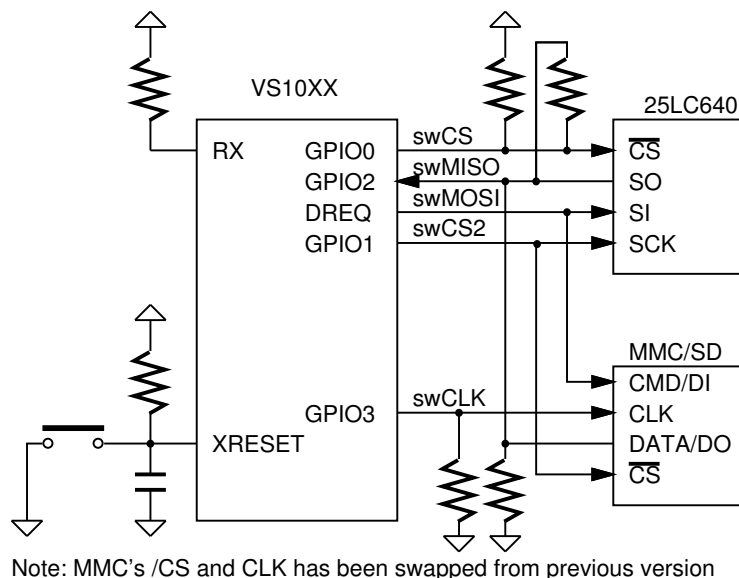 VS10XX
25LC640
RX
GPIO0
swCS
CS
GPIO2
swMISO
SO
DREQ
swMOSI
SI
GPIO1
swCS2
SCK
MMC/SD
CMD/DI
GPIO3
swCLK
CLK
XRESET
DATA/DO
CS
Note: MMC's /CS and CLK has been swapped from previous version